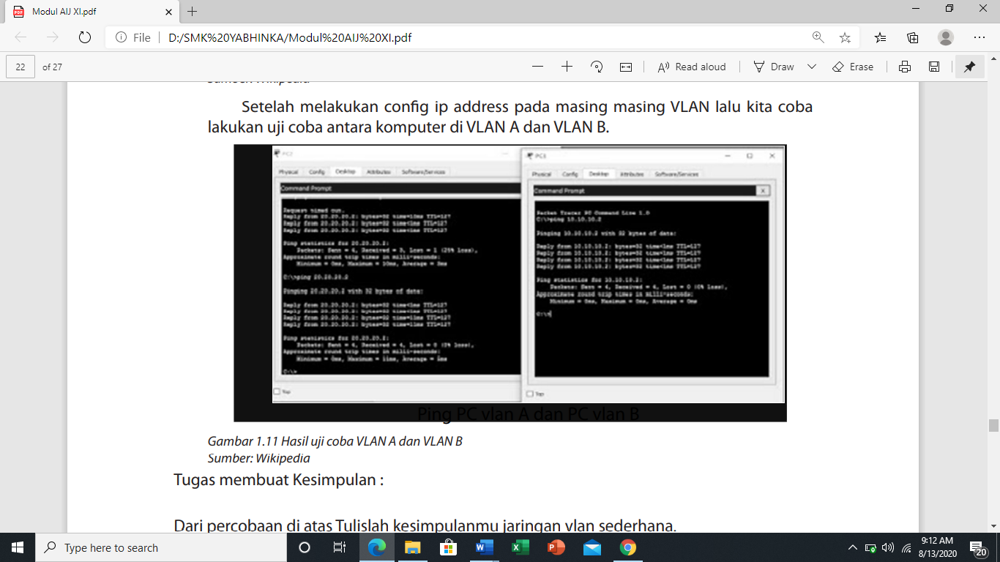 Modul AIJ XI.pdf
File
D:/SMK%20YABHINKA/Modul%20AIJ%20XI.pdf
22
of 27
Read aloud
Draw
Erase
Setelah melakukan config ip address pada masing masing VLAN lalu kita coba
lakukan uji coba antara komputer di VLAN A dan VLAN B.
PC2
Physical Config Desktop Attributes Software/Services
Command Prompt
Request timed out.
Reply from 20.20.20.2: bytes=32 time=10ms TTL=127
Reply from 20.20.20.2: bytes=32 time<1ms TTL=127
Reply from 20.20.20.2: bytes=32 time<1ms TTL=127
Ping statistics for 20.20.20.2:
Packets: Sent = 4, Received = 3, Lost = 1 (25% loss),
Approximate round trip times in milli-seconds:
Minimum = 0ms, Maximum = 10ms, Average = 3ms
C:\>ping 20.20.20.2
Pinging 20.20.20.2 with 32 bytes of data:
Reply from 20.20.20.2: bytes=32 time<1ms TTL=127
Reply from 20.20.20.2: bytes=32 time<1ms TTL=127
Reply from 20.20.20.2: bytes=32 time=11ms TTL=127
Reply from 20.20.20.2: bytes=32 time<1ms TTL=127
Ping statistics for 20.20.20.2:
Packets: Sent = 4, Received = 4, Lost = 0 (0% loss),
Approximate round trip times in milli-seconds:
Minimum = 0ms, Maximum = 11ms, Average = 2ms
C:\>
Top
PC3
Physical Config Desktop Attributes Software/Services
Command Prompt
X
Packet Tracer PC Command Line 1.0
C:\>ping 10.10.10.2
Pinging 10.10.10.2 with 32 bytes of data:
Reply from 10.10.10.2: bytes=32 time<1ms TTL=127
Reply from 10.10.10.2: bytes=32 time<1ms TTL=127
Reply from 10.10.10.2: bytes=32 time<1ms TTL=127
Reply from 10.10.10.2: bytes=32 time<1ms TTL=127
Ping statistics for 10.10.10.2:
Packets: Sent = 4, Received = 4, Lost = 0 (0% loss),
Approximate round trip times in milli-seconds:
Minimum = 0ms, Maximum = 0ms, Average = 0ms
C:\>
Top
Ping PC vlan A dan PC vlan B
Gambar 1.11 Hasil uji coba VLAN A dan VLAN B
Sumber: Wikipedia
Tugas membuat Kesimpulan :
Dari percobaan di atas Tulislah kesimpulanmu jaringan vlan sederhana.
Type here to search
9:12 AM
8/13/2020
20